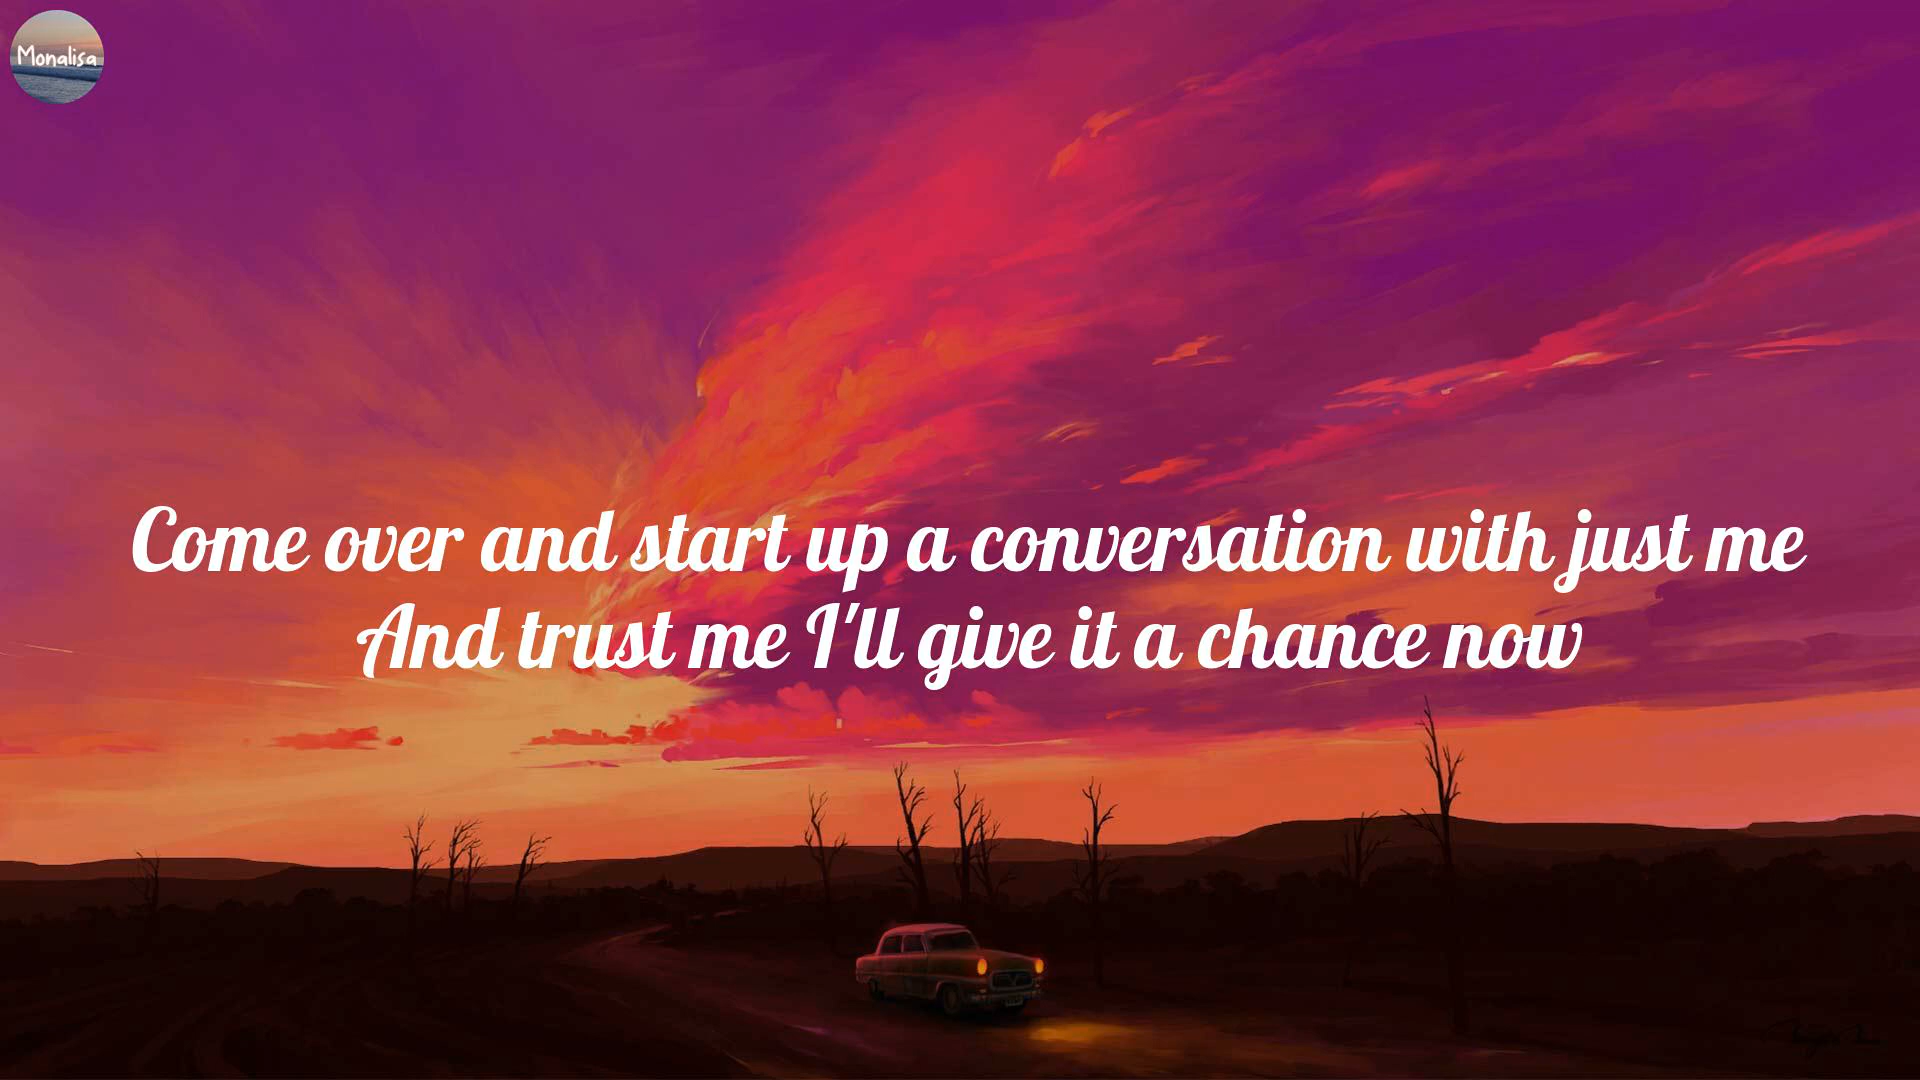 Monalisa
Come over and start up a conversation with just me
And trust me I'll give it a chance now